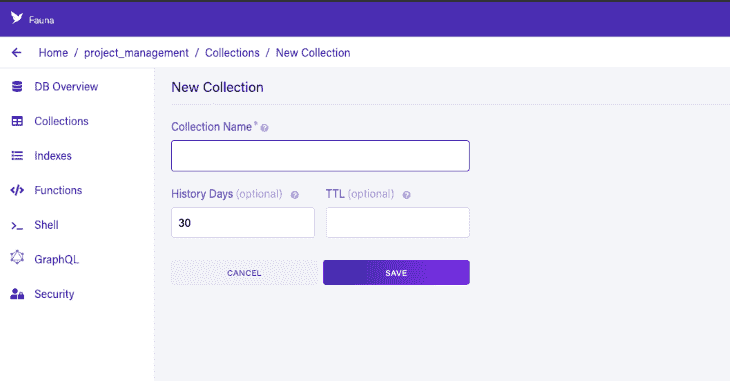 Fauna
Home / project_management / Collections / New Collection
DB Overview
Collections
Indexes
Functions
Shell
GraphQL
Security
New Collection
Collection Name*
History Days (optional)
TTL (optional)
30
CANCEL
SAVE